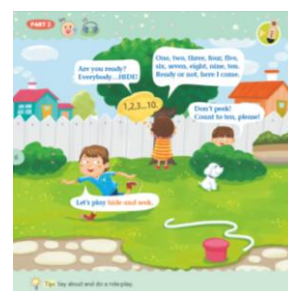 PART 2
Are you ready?
Everybody...HIDE!
One, two, three, four, five,
six, seven, eight, nine, ten.
Ready or not, here I come.
1,2,3...10.
Don't peek!
Count to ten, please!
Let's play hide-and-seek.
Tips Say aloud and do a role-play.